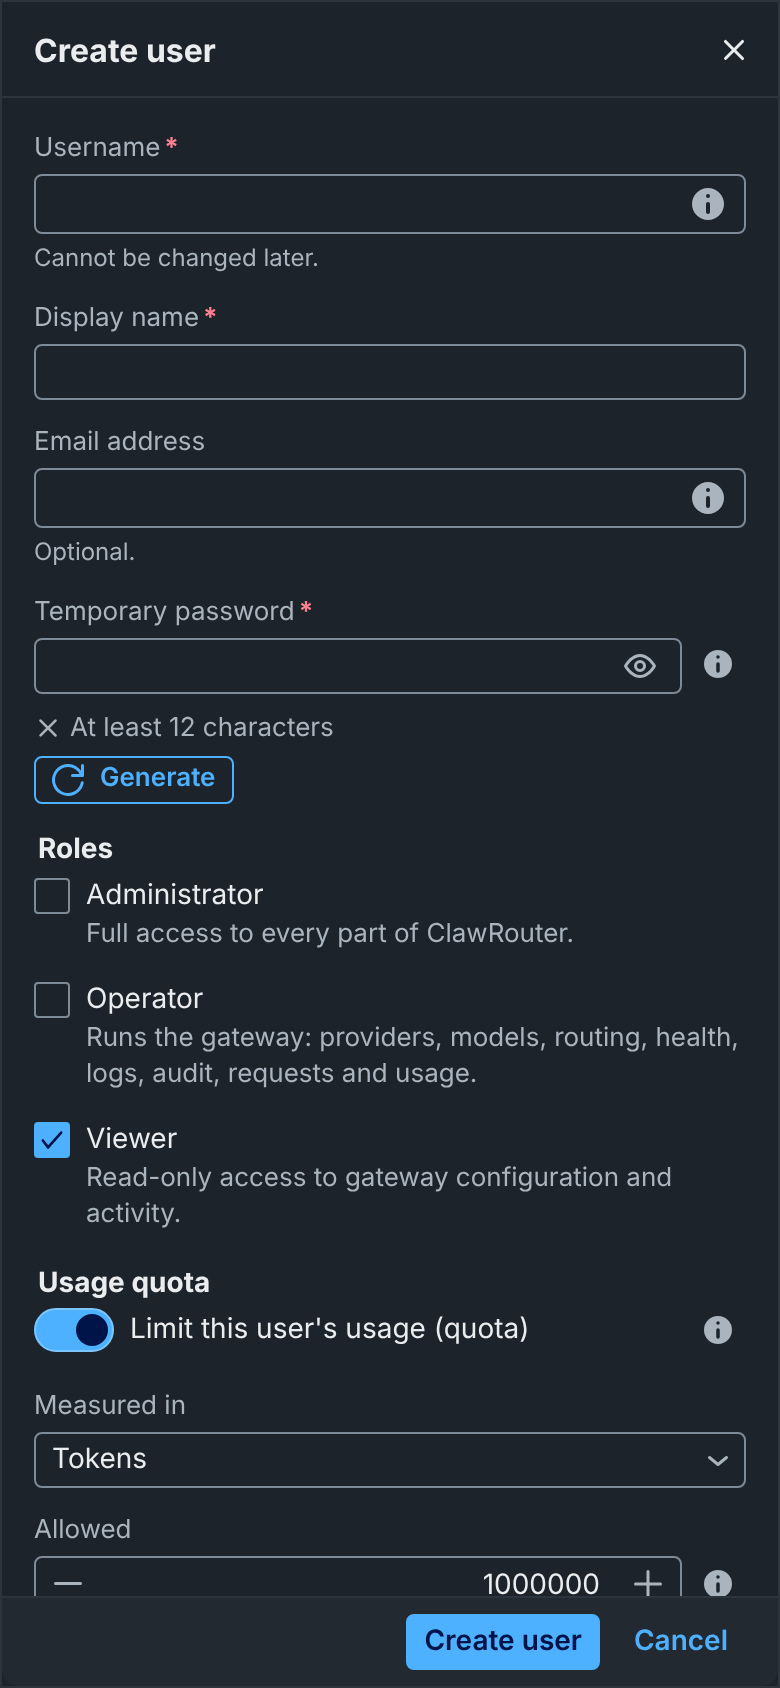 Create user
Username *
Cannot be changed later.
Display name *
Email address
Optional.
Temporary password *
At least 12 characters
Generate
Roles
Administrator
Full access to every part of ClawRouter.
Operator
Runs the gateway: providers, models, routing, health,
logs, audit, requests and usage.
Viewer
Read-only access to gateway configuration and
activity.
Usage quota
Limit this user's usage (quota)
Measured in
Tokens
Allowed
1000000
Create user
Cancel